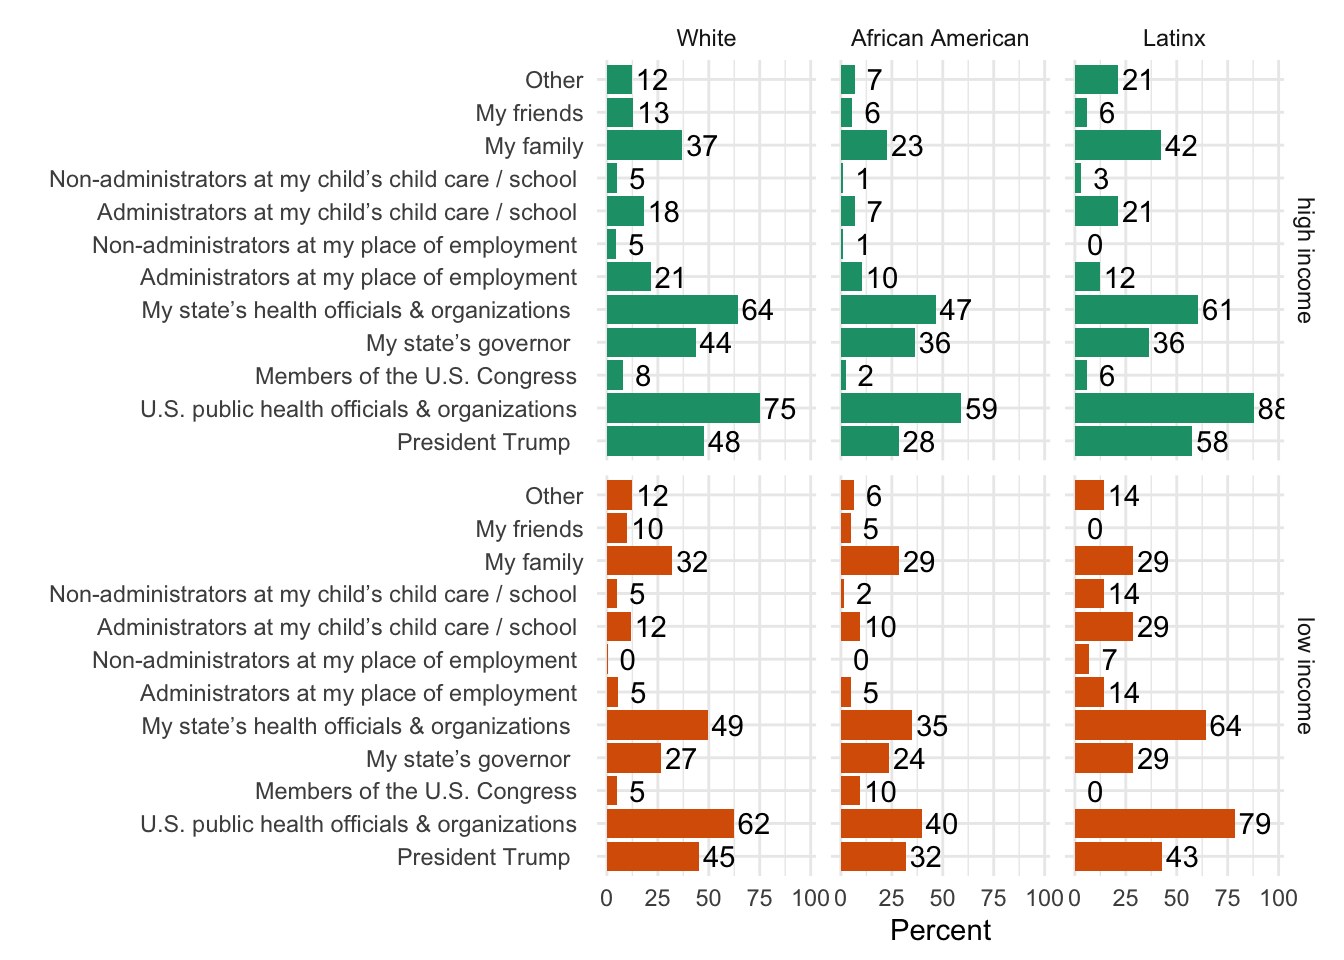 White African American Latinx
Other 12 7 21
My friends 13 6 6
My family 37 23 42
Non-administrators at my child’s child care / school 5 1 3
Administrators at my child’s child care / school 18 7 21
Non-administrators at my place of employment 5 1 0
Administrators at my place of employment 21 10 12
My state’s health officials & organizations 64 47 61
My state’s governor 44 36 36
Members of the U.S. Congress 8 2 6
U.S. public health officials & organizations 75 59 88
President Trump 48 28 58
high income
Other 12 6 14
My friends 10 5 0
My family 32 29 29
Non-administrators at my child’s child care / school 5 2 14
Administrators at my child’s child care / school 12 10 29
Non-administrators at my place of employment 0 0 7
Administrators at my place of employment 5 5 14
My state’s health officials & organizations 49 35 64
My state’s governor 27 24 29
Members of the U.S. Congress 5 10 0
U.S. public health officials & organizations 62 40 79
President Trump 45 32 43
low income
0 25 50 75 100 0 25 50 75 100 0 25 50 75 100
Percent